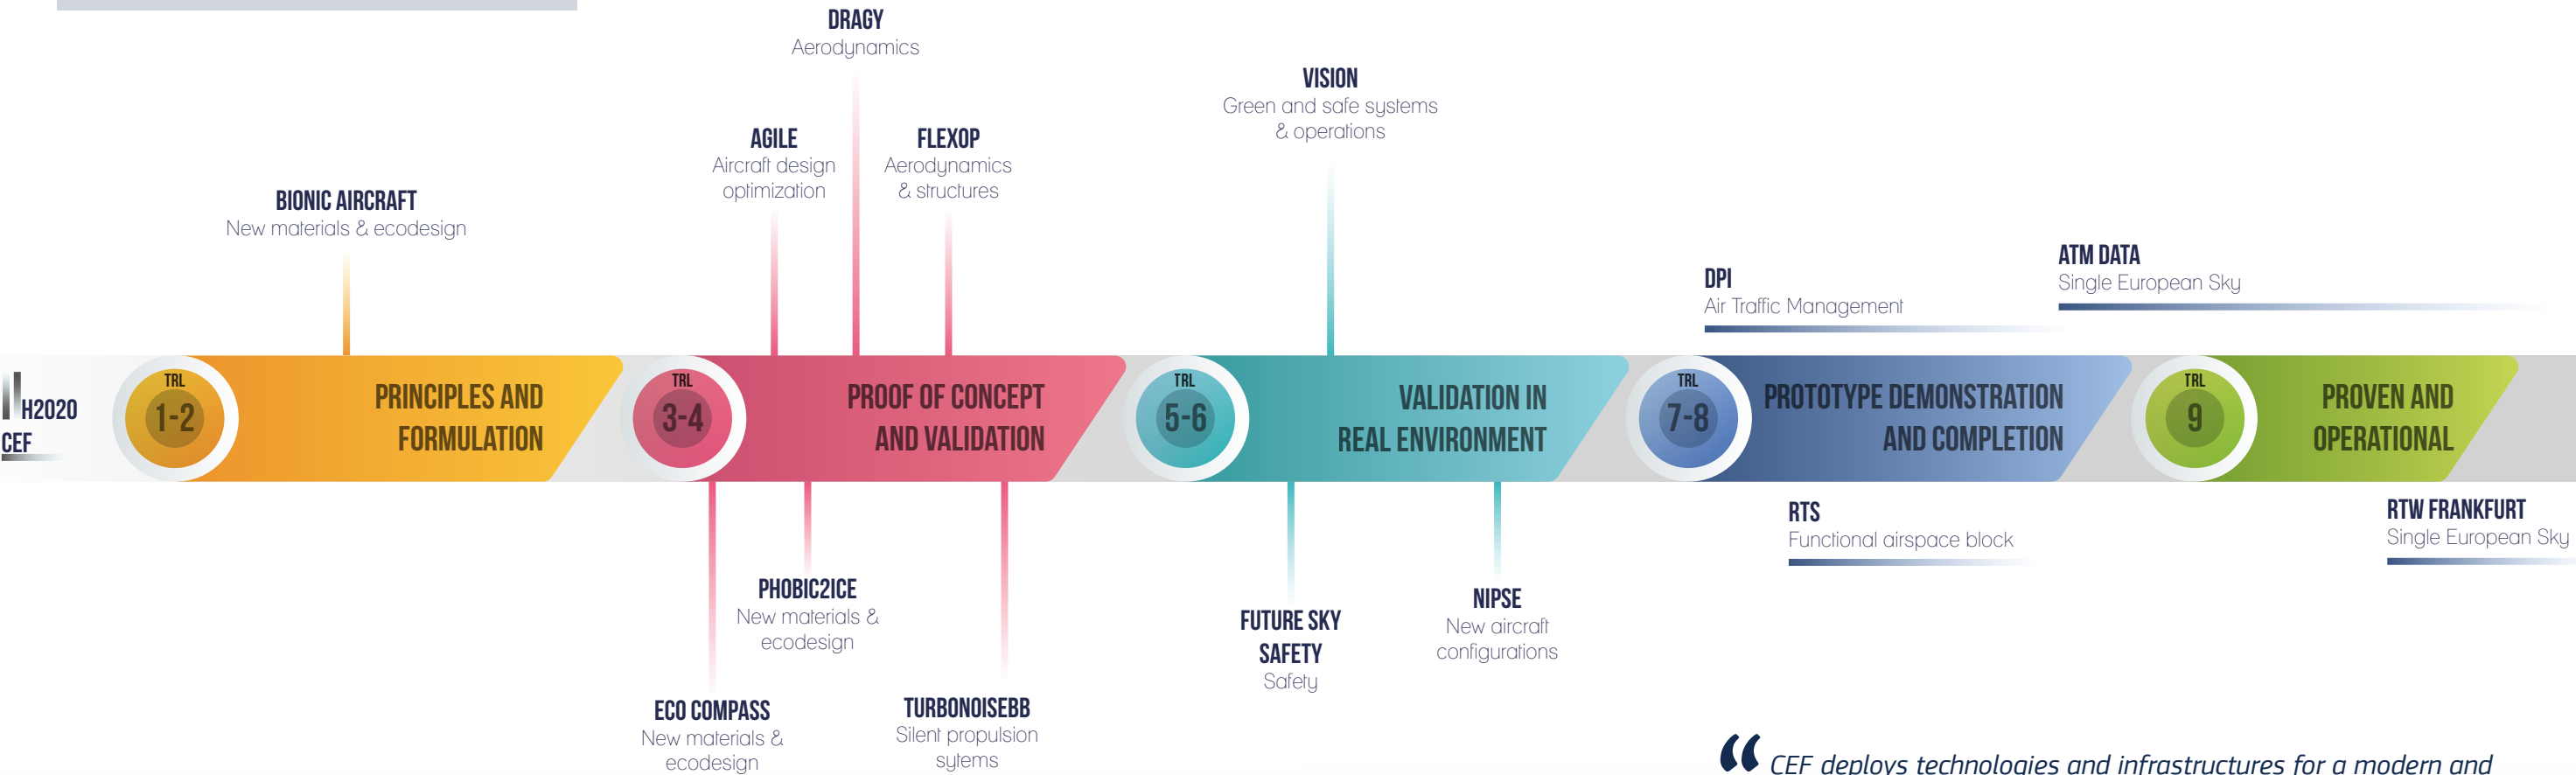 DRAGY
Aerodynamics
VISION
Green and safe systems
& operations
AGILE
Aircraft design
optimization
FLEXOP
Aerodynamics
& structures
BIONIC AIRCRAFT
New materials & ecodesign
DPI
Air Traffic Management
ATM DATA
Single European Sky
H2020
CEF
TRL
1-2
PRINCIPLES AND
FORMULATION
TRL
3-4
PROOF OF CONCEPT
AND VALIDATION
TRL
5-6
VALIDATION IN
REAL ENVIRONMENT
TRL
7-8
PROTOTYPE DEMONSTRATION
AND COMPLETION
TRL
9
PROVEN AND
OPERATIONAL
RTS
Functional airspace block
RTW FRANKFURT
Single European Sky
PHOBIC2ICE
New materials &
ecodesign
FUTURE SKY
SAFETY
Safety
NIPSE
New aircraft
configurations
ECO COMPASS
New materials &
ecodesign
TURBONOISEBB
Silent propulsion
sytems
“ CEF deploys technologies and infrastructures for a modern and